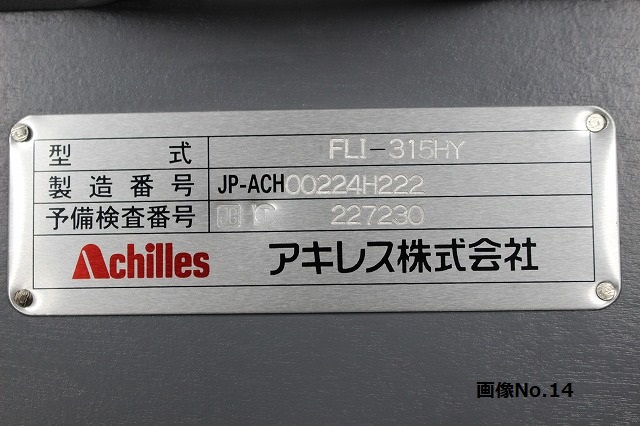 型式 FLI-315HY
製造番号 JP-ACH00224H222
予備検査番号 227230
Achilles アキレス株式会社
画像No.14